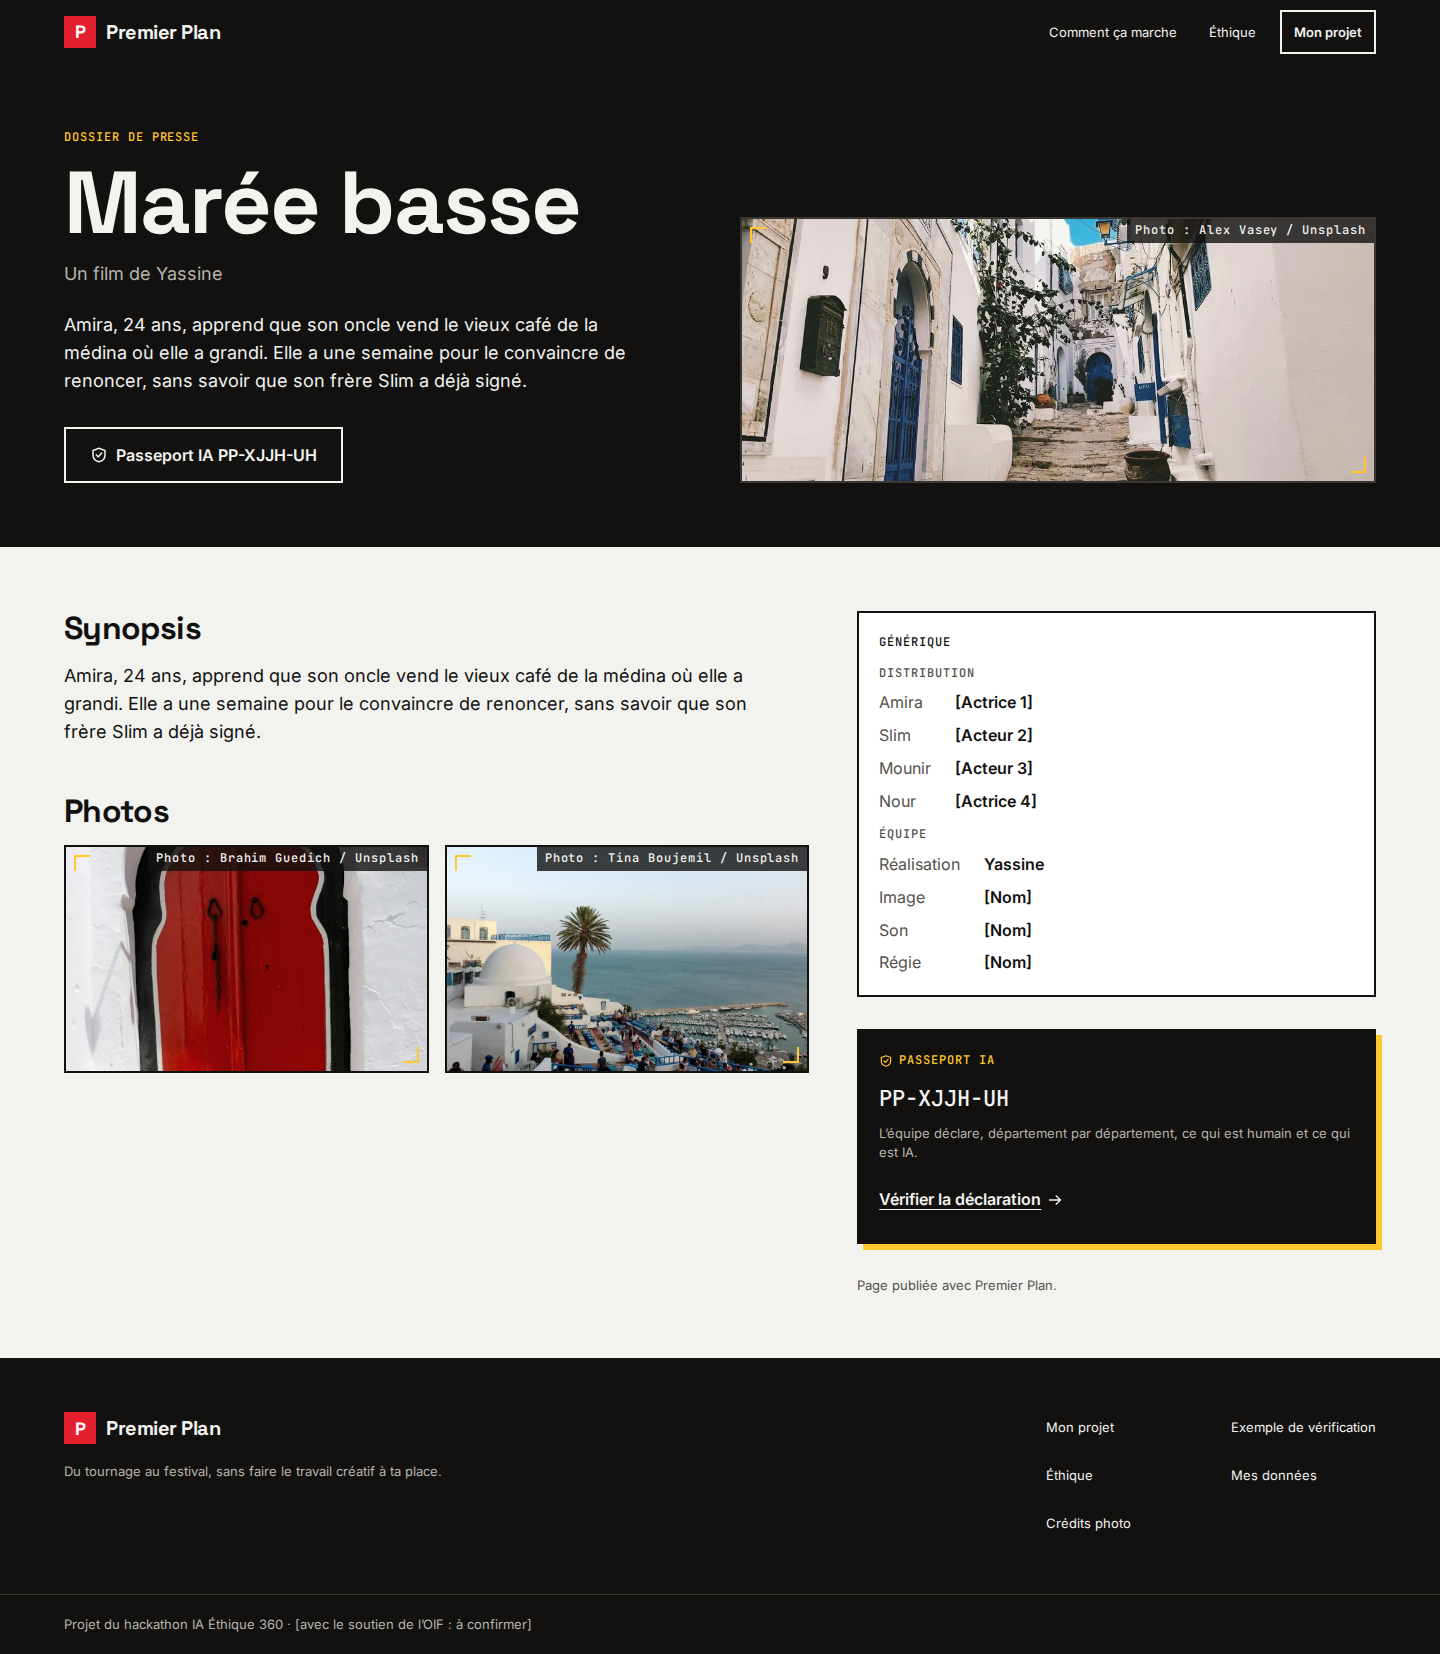 P Premier Plan
Comment ça marche
Éthique
Mon projet
DOSSIER DE PRESSE
Marée basse
Un film de Yassine
Amira, 24 ans, apprend que son oncle vend le vieux café de la
médina où elle a grandi. Elle a une semaine pour le convaincre de
renoncer, sans savoir que son frère Slim a déjà signé.
Passeport IA PP-XJJH-UH
Photo : Alex Vasey / Unsplash
9
Synopsis
Amira, 24 ans, apprend que son oncle vend le vieux café de la médina où elle a
grandi. Elle a une semaine pour le convaincre de renoncer, sans savoir que son
frère Slim a déjà signé.
Photos
Photo : Brahim Guedich / Unsplash
Photo : Tina Boujemil / Unsplash
GÉNÉRIQUE
DISTRIBUTION
Amira [Actrice 1]
Slim [Acteur 2]
Mounir [Acteur 3]
Nour [Actrice 4]
ÉQUIPE
Réalisation Yassine
Image [Nom]
Son [Nom]
Régie [Nom]
PASSEPORT IA
PP-XJJH-UH
L’équipe déclare, département par département, ce qui est humain et ce qui
est IA.
Vérifier la déclaration →
Page publiée avec Premier Plan.
P Premier Plan
Du tournage au festival, sans faire le travail créatif à ta place.
Mon projet
Exemple de vérification
Éthique
Mes données
Crédits photo
Projet du hackathon IA Éthique 360 · [avec le soutien de l’OIF : à confirmer]